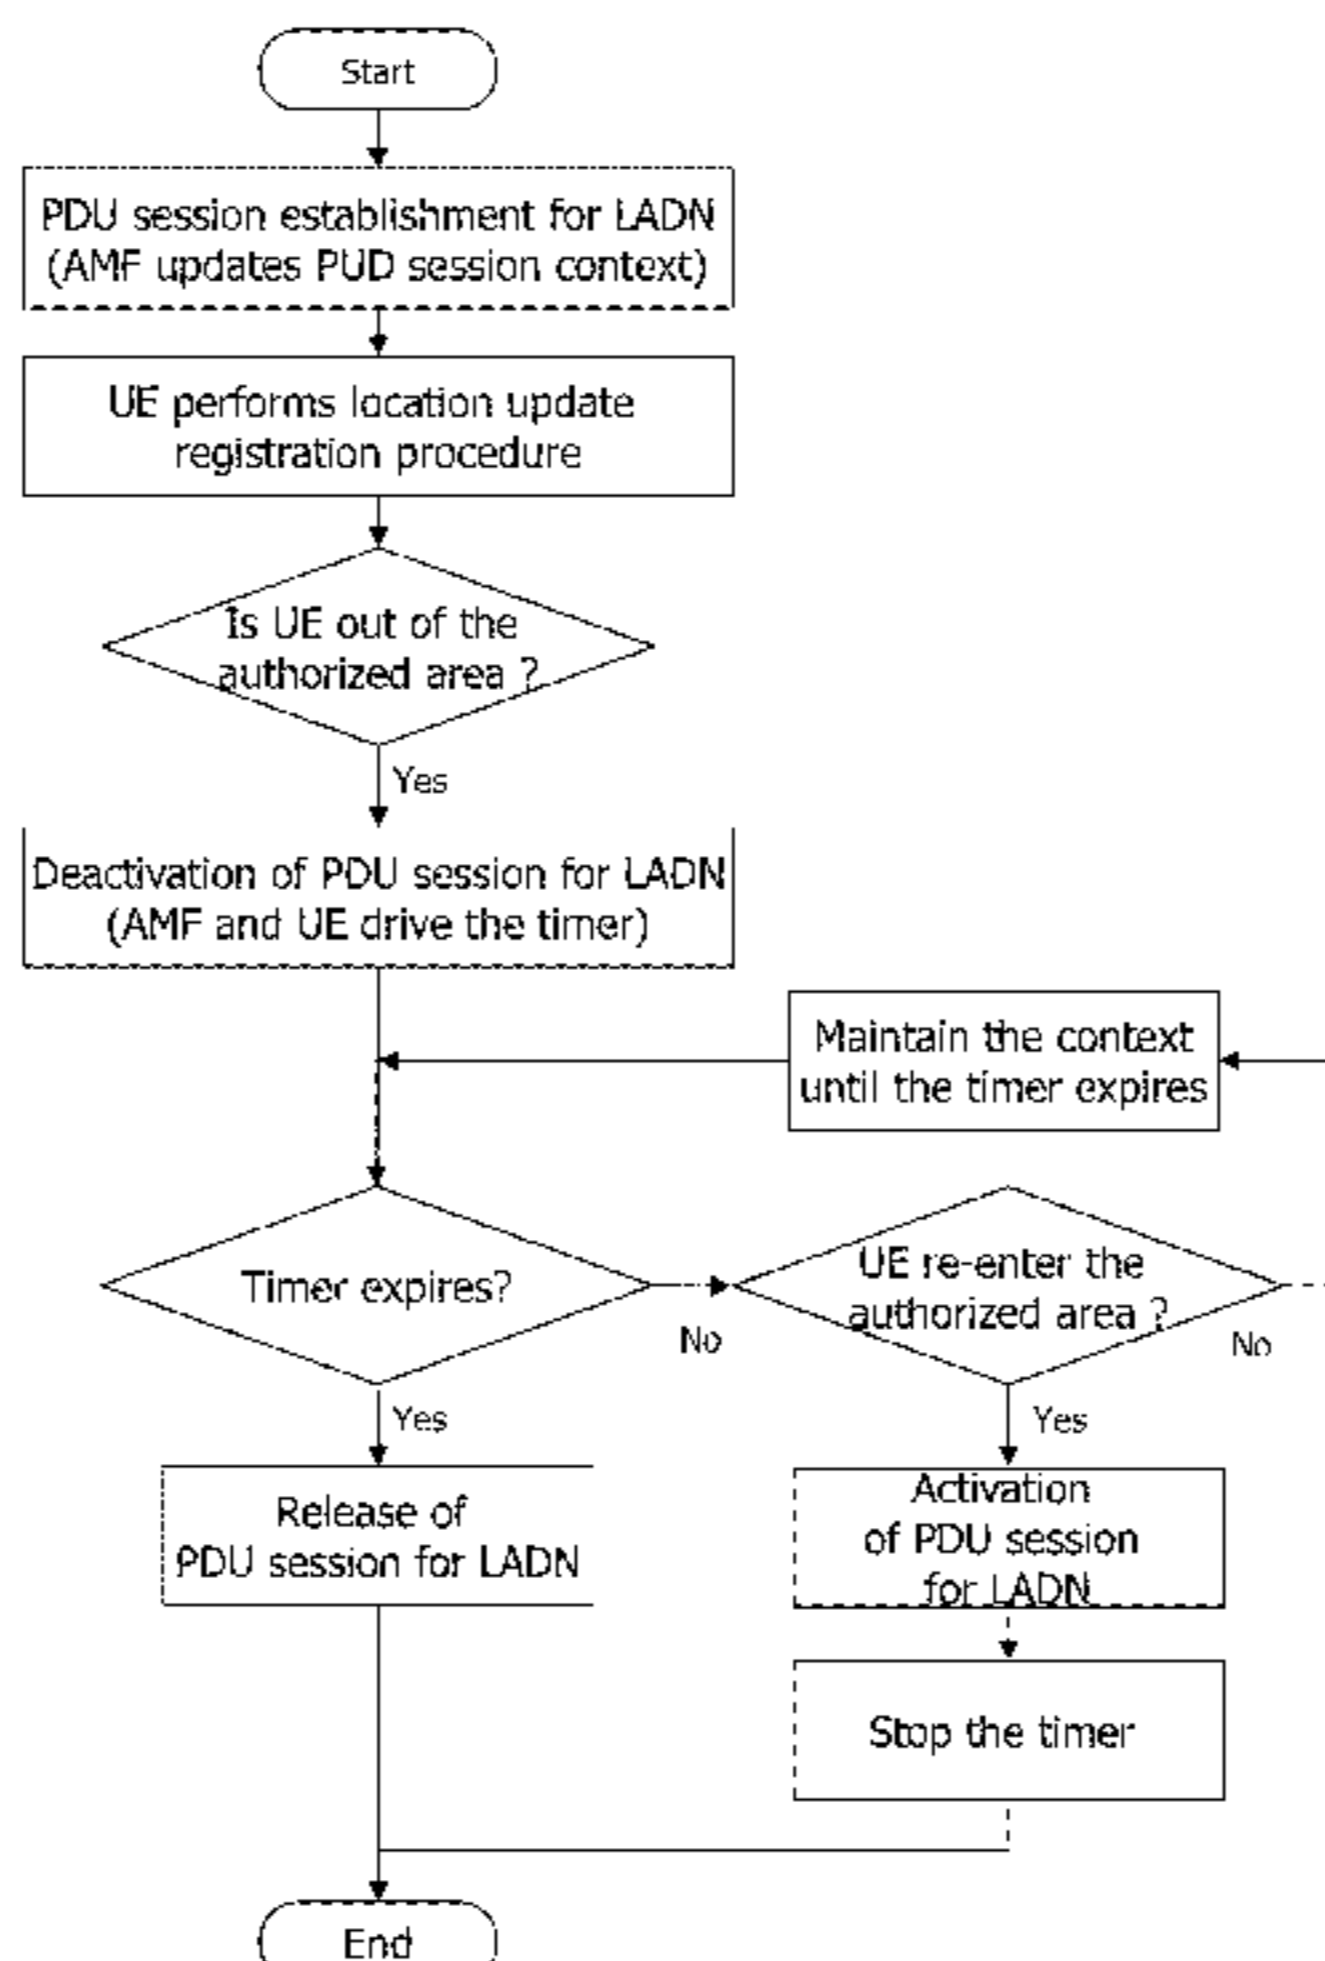 Start
PDU session establishment for LADN
(AMF updates PUD session context)
UE performs location update
registration procedure
Is UE out of the
authorized area ?
Yes
Deactivation of PDU session for LADN
(AMF and UE drive the timer)
Maintain the context
until the timer expires
Timer expires?
No
UE re-enter the
authorized area ?
No
Yes
Yes
Release of
PDU session for LADN
Activation
of PDU session
for LADN
Stop the timer
End